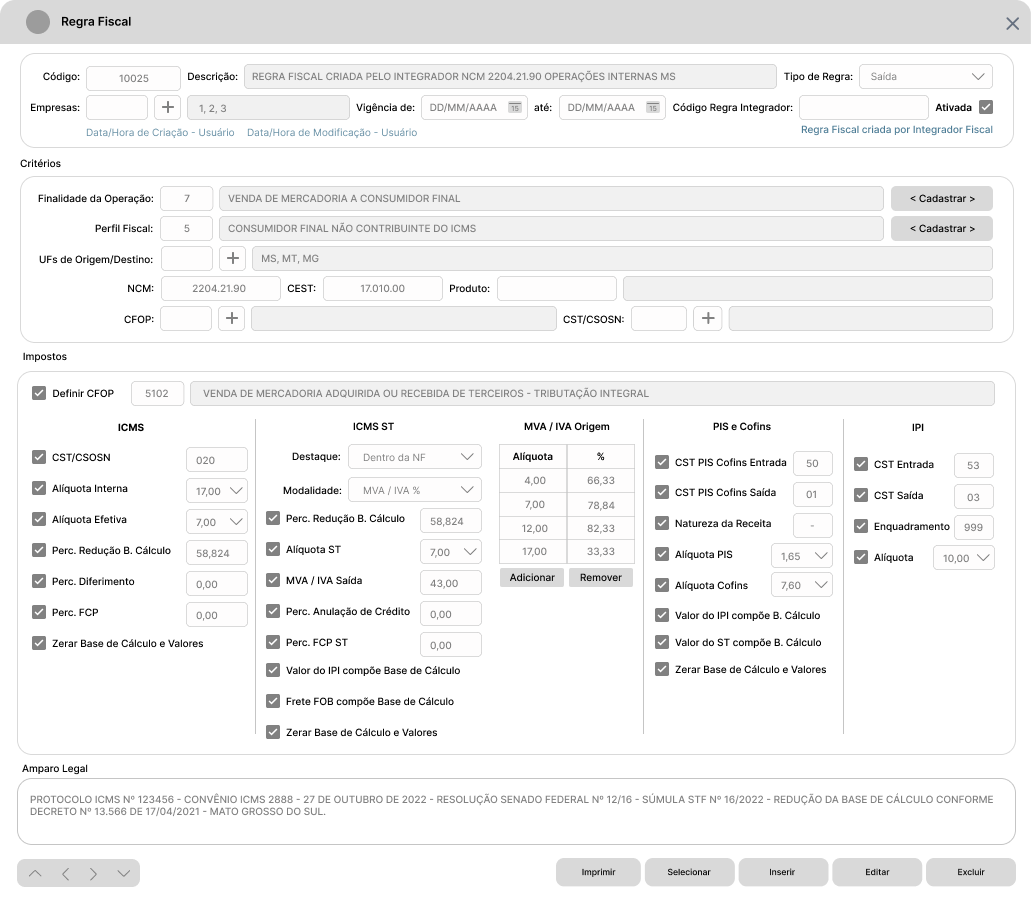 Regra Fiscal
Código: 10025 Descrição: REGRA FISCAL CRIADA PELO INTEGRADOR NCM 2204.21.90 OPERAÇÕES INTERNAS MS Tipo de Regra: Saída
Empresas: 1, 2, 3 Vigência de: DD/MM/AAAA 15 até: DD/MM/AAAA 15 Código Regra Integrador: Ativada
Data/Hora de Criação - Usuário Data/Hora de Modificação - Usuário Regra Fiscal criada por Integrador Fiscal
Critérios
Finalidade da Operação: 7 VENDA DE MERCADORIA A CONSUMIDOR FINAL < Cadastrar >
Perfil Fiscal: 5 CONSUMIDOR FINAL NÃO CONTRIBUINTE DO ICMS < Cadastrar >
UFs de Origem/Destino: MS, MT, MG
NCM: 2204.21.90 CEST: 17.010.00 Produto:
CFOP: CST/CSOSN:
Impostos
Definir CFOP 5102 VENDA DE MERCADORIA ADQUIRIDA OU RECEBIDA DE TERCEIROS - TRIBUTAÇÃO INTEGRAL
ICMS
CST/CSOSN 020
Alíquota Interna 17,00
Alíquota Efetiva 7,00
Perc. Redução B. Cálculo 58,824
Perc. Diferimento 0,00
Perc. FCP 0,00
Zerar Base de Cálculo e Valores
ICMS ST
Destaque: Dentro da NF
Modalidade: MVA / IVA %
Perc. Redução B. Cálculo 58,824
Alíquota ST 7,00
MVA / IVA Saída 43,00
Perc. Anulação de Crédito 0,00
Perc. FCP ST 0,00
Valor do IPI compõe Base de Cálculo
Frete FOB compõe Base de Cálculo
Zerar Base de Cálculo e Valores
MVA / IVA Origem
Alíquota %
4,00 66,33
7,00 78,84
12,00 82,33
17,00 33,33
Adicionar Remover
PIS e Cofins
CST PIS Cofins Entrada 50
CST PIS Cofins Saída 01
Natureza da Receita -
Alíquota PIS 1,65
Alíquota Cofins 7,60
Valor do IPI compõe B. Cálculo
Valor do ST compõe B. Cálculo
Zerar Base de Cálculo e Valores
IPI
CST Entrada 53
CST Saída 03
Enquadramento 999
Alíquota 10,00
Amparo Legal
PROTOCOLO ICMS Nº 123456 - CONVÊNIO ICMS 2888 - 27 DE OUTUBRO DE 2022 - RESOLUÇÃO SENADO FEDERAL Nº 12/16 - SÚMULA STF Nº 16/2022 - REDUÇÃO DA BASE DE CÁLCULO CONFORME
DECRETO Nº 13.566 DE 17/04/2021 - MATO GROSSO DO SUL.
Imprimir Selecionar Inserir Editar Excluir